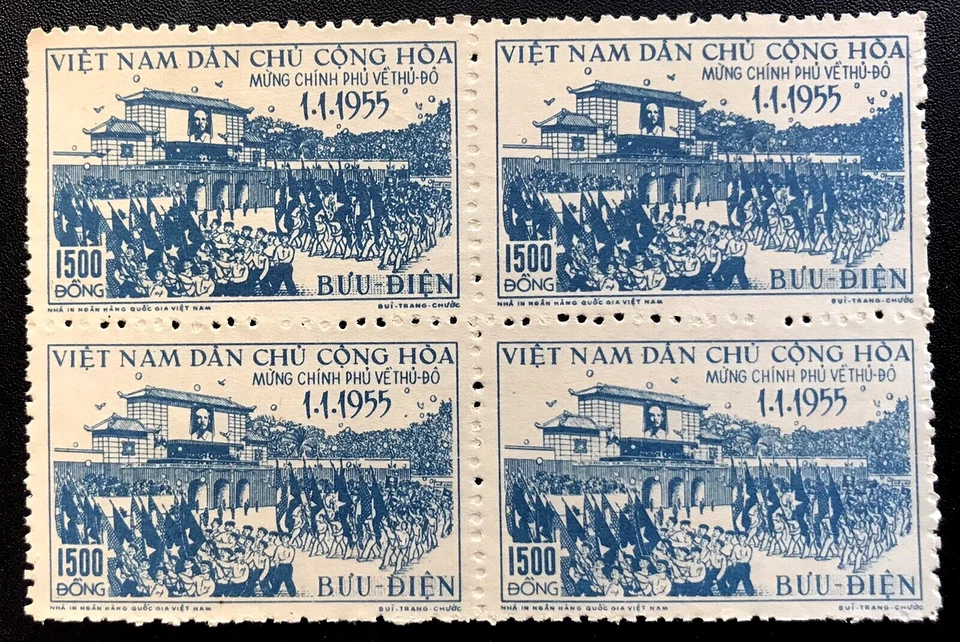 VIỆT NAM DÂN CHỦ CỘNG HÒA
MỪNG CHÍNH PHỦ VỀ THỦ-ĐÔ
1.1.1955
1500
ĐỒNG
BƯU-ĐIỆN
NHÀ IN NGÂN HÀNG QUỐC GIA VIỆT NAM
BUÌ-TRANG-CHƯỚC
VIỆT NAM DÂN CHỦ CỘNG HÒA
MỪNG CHÍNH PHỦ VỀ THỦ-ĐÔ
1.1.1955
1500
ĐỒNG
BƯU-ĐIỆN
NHÀ IN NGÂN HÀNG QUỐC GIA VIỆT NAM
BUÌ-TRANG-CHƯỚC
VIỆT NAM DÂN CHỦ CỘNG HÒA
MỪNG CHÍNH PHỦ VỀ THỦ-ĐÔ
1.1.1955
1500
ĐỒNG
BƯU-ĐIỆN
NHÀ IN NGÂN HÀNG QUỐC GIA VIỆT NAM
BUÌ-TRANG-CHƯỚC
VIỆT NAM DÂN CHỦ CỘNG HÒA
MỪNG CHÍNH PHỦ VỀ THỦ-ĐÔ
1.1.1955
1500
ĐỒNG
BƯU-ĐIỆN
NHÀ IN NGÂN HÀNG QUỐC GIA VIỆT NAM
BUÌ-TRANG-CHƯỚC